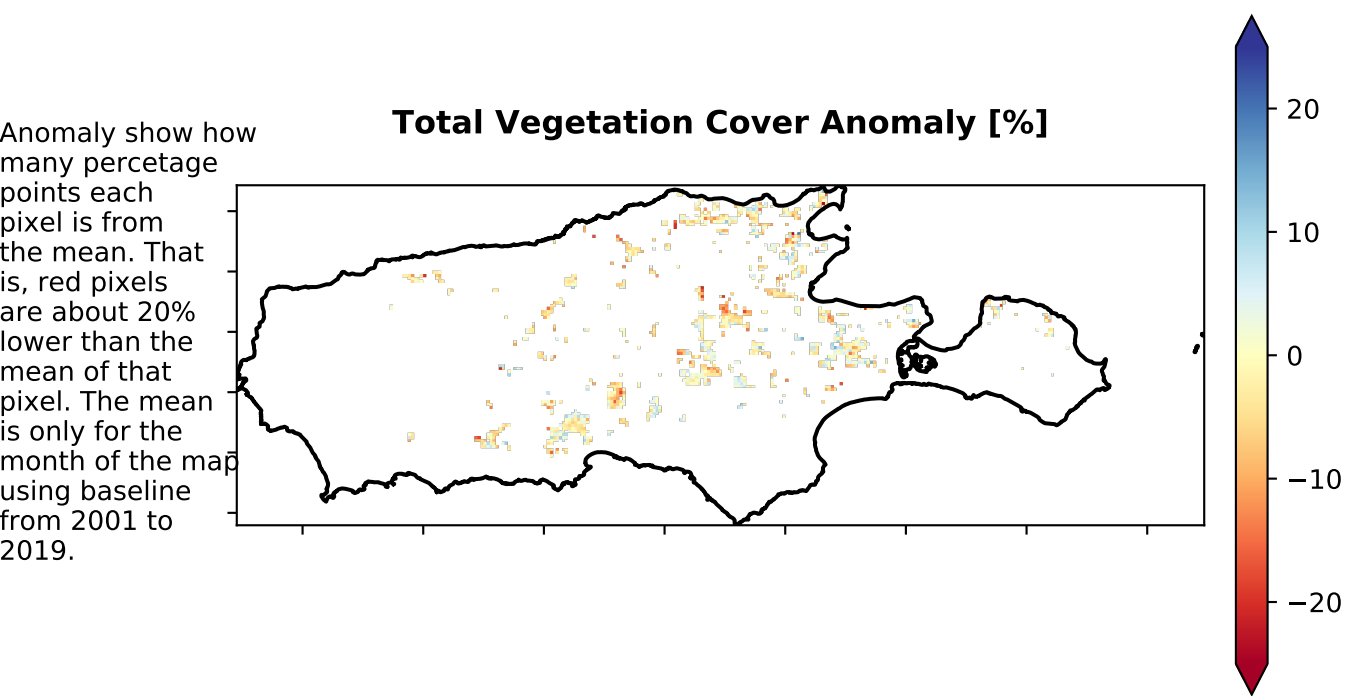 Total Vegetation Cover Anomaly [%]
Anomaly show how
many percetage
points each
pixel is from
the mean. That
is, red pixels
are about 20%
lower than the
mean of that
pixel. The mean
is only for the
month of the map
using baseline
from 2001 to
2019.
20
10
0
−10
−20